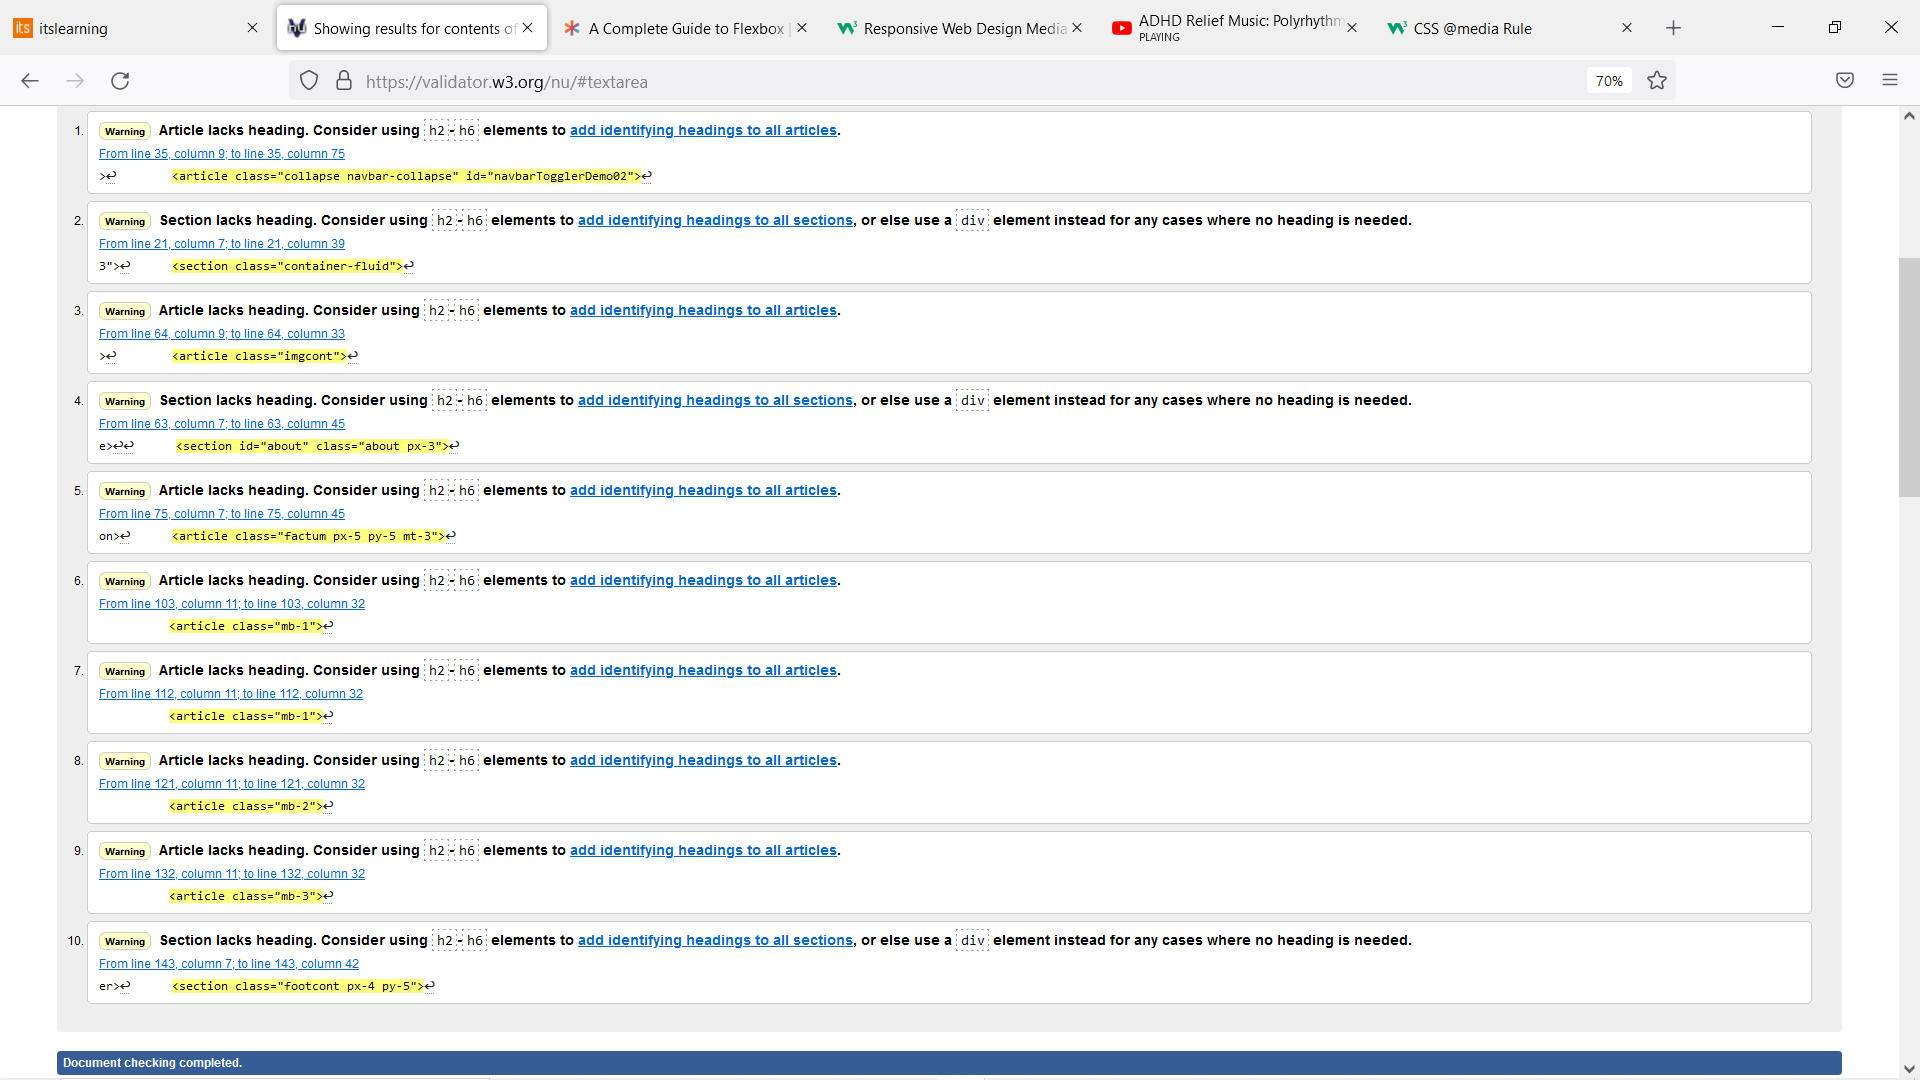 itslearning
Showing results for contents of
A Complete Guide to Flexbox |
Responsive Web Design Media
ADHD Relief Music: Polyrhythm
PLAYING
CSS @media Rule
https://validator.w3.org/nu/#textarea
70%
1. Warning Article lacks heading. Consider using h2-h6 elements to add identifying headings to all articles.
From line 35, column 9; to line 35, column 75
>↩ <article class="collapse navbar-collapse" id="navbarTogglerDemo02">↩
2. Warning Section lacks heading. Consider using h2-h6 elements to add identifying headings to all sections, or else use a div element instead for any cases where no heading is needed.
From line 21, column 7; to line 21, column 39
3">↩ <section class="container-fluid">↩
3. Warning Article lacks heading. Consider using h2-h6 elements to add identifying headings to all articles.
From line 64, column 9; to line 64, column 33
>↩ <article class="imgcont">↩
4. Warning Section lacks heading. Consider using h2-h6 elements to add identifying headings to all sections, or else use a div element instead for any cases where no heading is needed.
From line 63, column 7; to line 63, column 45
e>↩↩ <section id="about" class="about px-3">↩
5. Warning Article lacks heading. Consider using h2-h6 elements to add identifying headings to all articles.
From line 75, column 7; to line 75, column 45
on>↩ <article class="factum px-5 py-5 mt-3">↩
6. Warning Article lacks heading. Consider using h2-h6 elements to add identifying headings to all articles.
From line 103, column 11; to line 103, column 32
<article class="mb-1">↩
7. Warning Article lacks heading. Consider using h2-h6 elements to add identifying headings to all articles.
From line 112, column 11; to line 112, column 32
<article class="mb-1">↩
8. Warning Article lacks heading. Consider using h2-h6 elements to add identifying headings to all articles.
From line 121, column 11; to line 121, column 32
<article class="mb-2">↩
9. Warning Article lacks heading. Consider using h2-h6 elements to add identifying headings to all articles.
From line 132, column 11; to line 132, column 32
<article class="mb-3">↩
10. Warning Section lacks heading. Consider using h2-h6 elements to add identifying headings to all sections, or else use a div element instead for any cases where no heading is needed.
From line 143, column 7; to line 143, column 42
er>↩ <section class="footcont px-4 py-5">↩
Document checking completed.